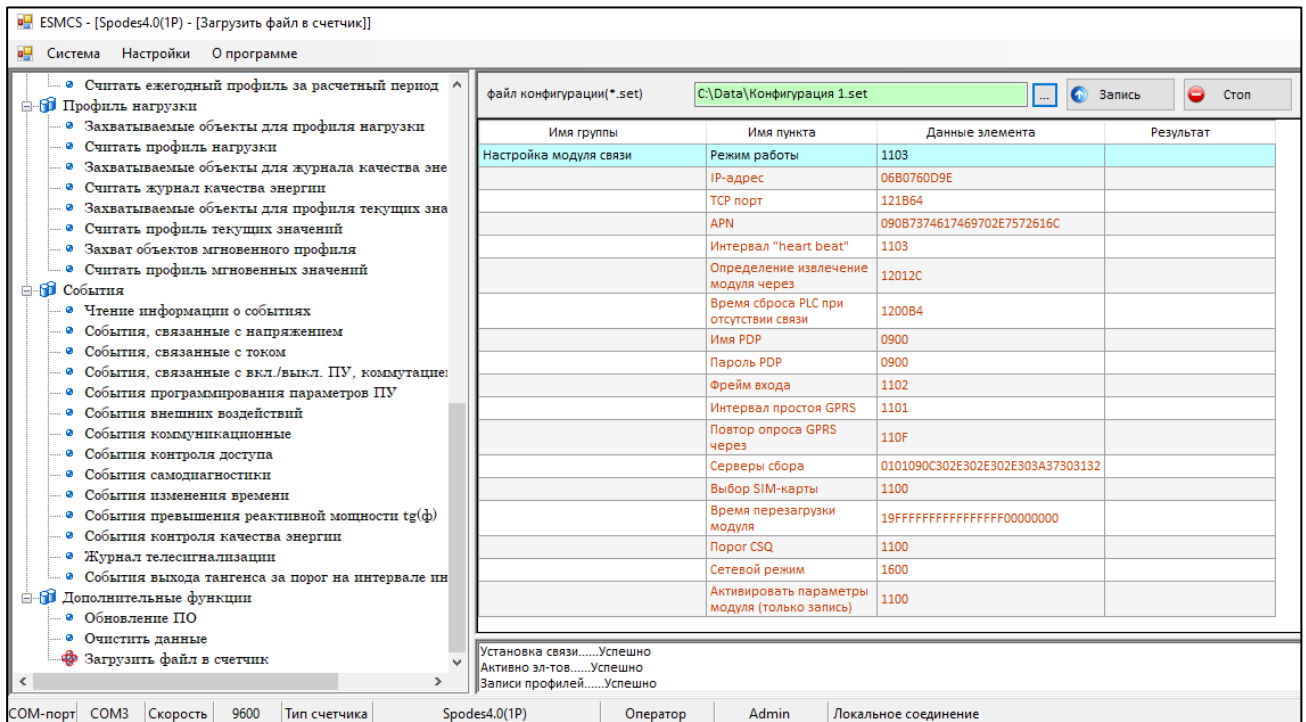 ESMCS - [Spodes4.0(1P) - [Загрузить файл в счетчик]]
Система Настройки О программе
Считать ежегодный профиль за расчетный период
Профиль нагрузки
Захватываемые объекты для профиля нагрузки
Считать профиль нагрузки
Захватываемые объекты для журнала качества эне
Считать журнал качества энергии
Захватываемые объекты для профиля текущих зна
Считать профиль текущих значений
Захват объектов мгновенного профиля
Считать профиль мгновенных значений
События
Чтение информации о событиях
События, связанные с напряжением
События, связанные с током
События, связанные с вкл./выкл. ПУ, коммутацией
События программирования параметров ПУ
События внешних воздействий
События коммуникационные
События контроля доступа
События самодиагностики
События изменения времени
События превышения реактивной мощности tg(ф)
События контроля качества энергии
Журнал телесигнализации
События выхода тангенса за порог на интервале ин
Дополнительные функции
Обновление ПО
Очистить данные
Загрузить файл в счетчик
файл конфигурации(*.set) C:\Data\Конфигурация 1.set ... Запись Стоп
Имя группы Имя пункта Данные элемента Результат
Настройка модуля связи Режим работы 1103
IP-адрес 06B0760D9E
TCP порт 121B64
APN 090B7374617469702E7572616C
Интервал "heart beat" 1103
Определение извлечение
модуля через 12012C
Время сброса PLC при
отсутствии связи 1200B4
Имя PDP 0900
Пароль PDP 0900
Фрейм входа 1102
Интервал простоя GPRS 1101
Повтор опроса GPRS
через 110F
Серверы сбора 0101090C302E302E302E303A37303132
Выбор SIM-карты 1100
Время перезагрузки
модуля 19FFFFFFFFFFFFFFFF00000000
Порог CSQ 1100
Сетевой режим 1600
Активировать параметры
модуля (только запись) 1100
Установка связи......Успешно
Активно эл-тов......Успешно
Записи профилей......Успешно
COM-порт COM3 Скорость 9600 Тип счетчика Spodes4.0(1P) Оператор Admin Локальное соединение